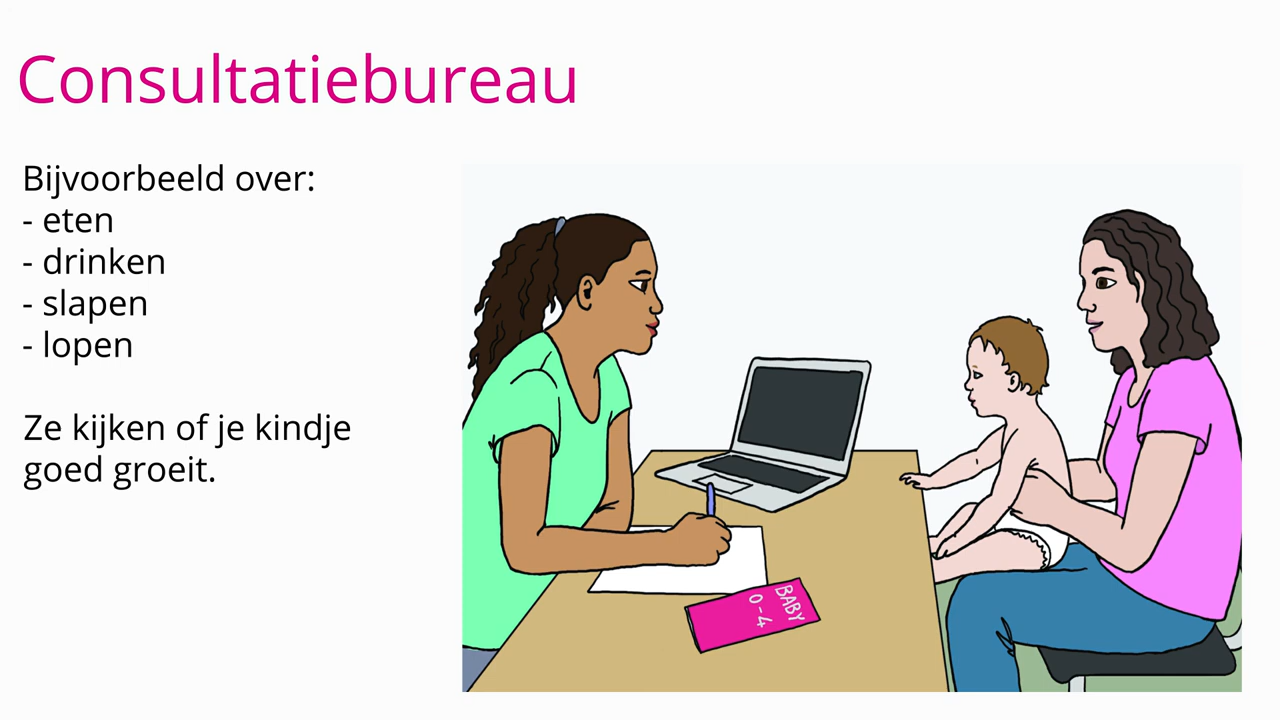 Consultatiebureau
Bijvoorbeeld over:
- eten
- drinken
- slapen
- lopen
Ze kijken of je kindje
goed groeit.
BABY
0-4